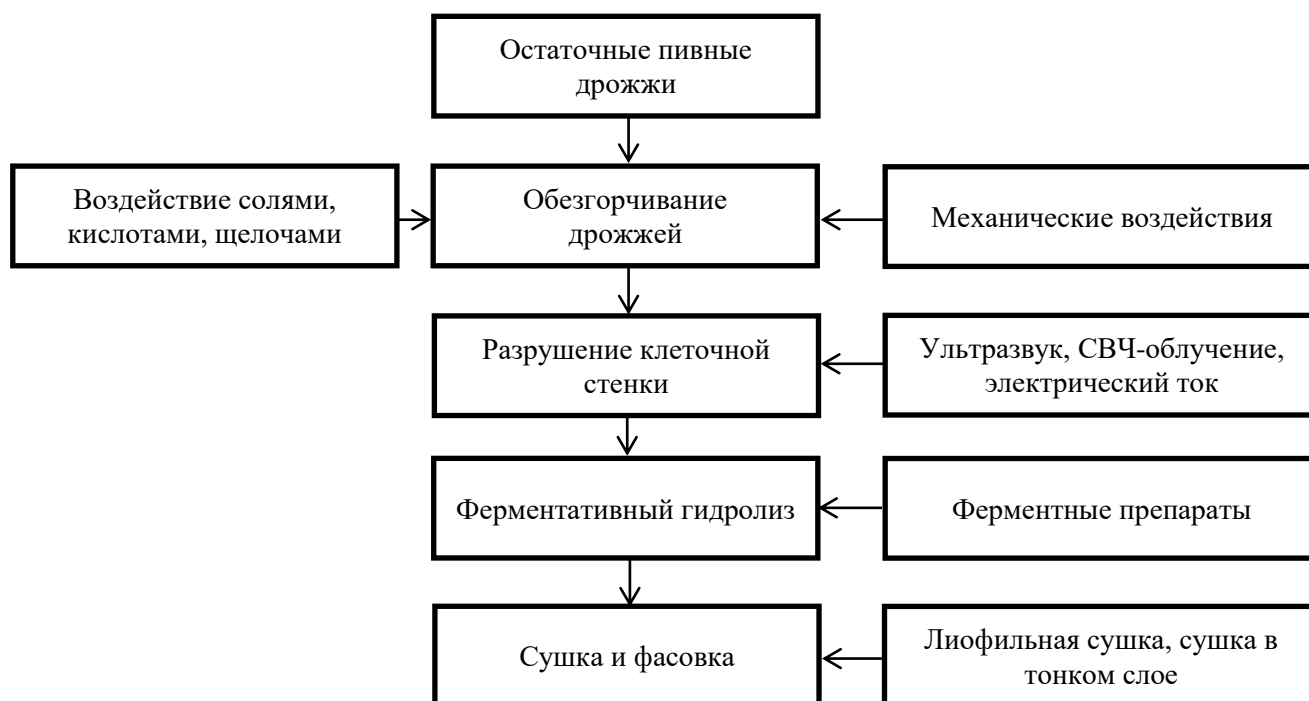 Остаточные пивные
дрожжи
Воздействие солями,
кислотами, щелочами
Обезгорчивание
дрожжей
Механические воздействия
Разрушение клеточной
стенки
Ультразвук, СВЧ-облучение,
электрический ток
Ферментативный гидролиз
Ферментные препараты
Сушка и фасовка
Лиофильная сушка, сушка в
тонком слое